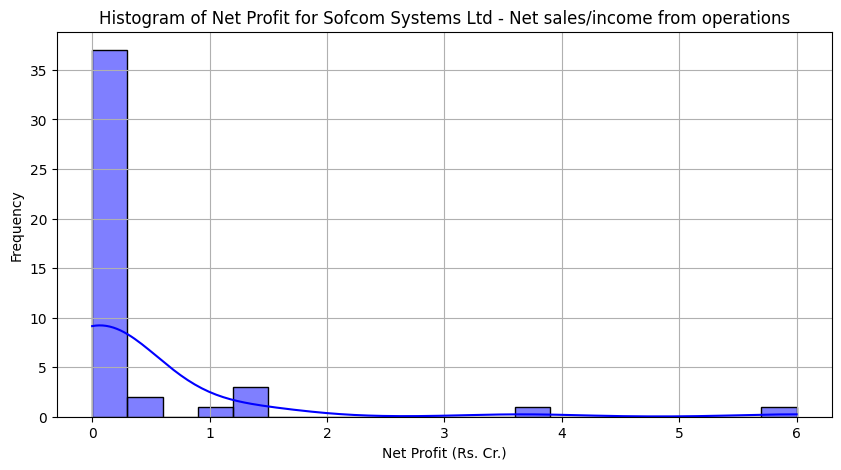 Histogram of Net Profit for Sofcom Systems Ltd - Net sales/income from operations
Frequency
35
30
25
20
15
10
5
0
0 1 2 3 4 5 6
Net Profit (Rs. Cr.)